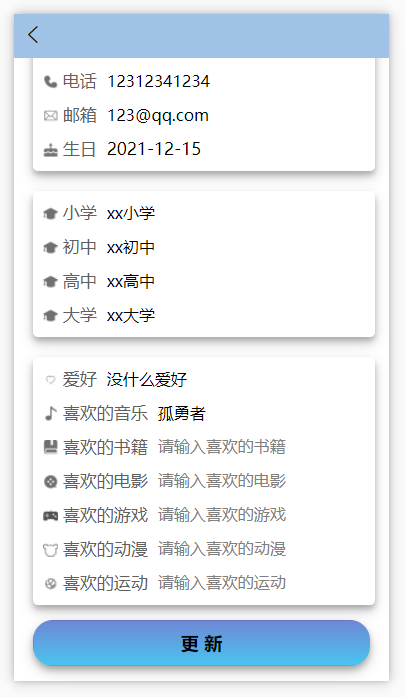 电话 12312341234
邮箱 123@qq.com
生日 2021-12-15
小学 xx小学
初中 xx初中
高中 xx高中
大学 xx大学
爱好 没什么爱好
喜欢的音乐 孤勇者
喜欢的书籍 请输入喜欢的书籍
喜欢的电影 请输入喜欢的电影
喜欢的游戏 请输入喜欢的游戏
喜欢的动漫 请输入喜欢的动漫
喜欢的运动 请输入喜欢的运动
更 新